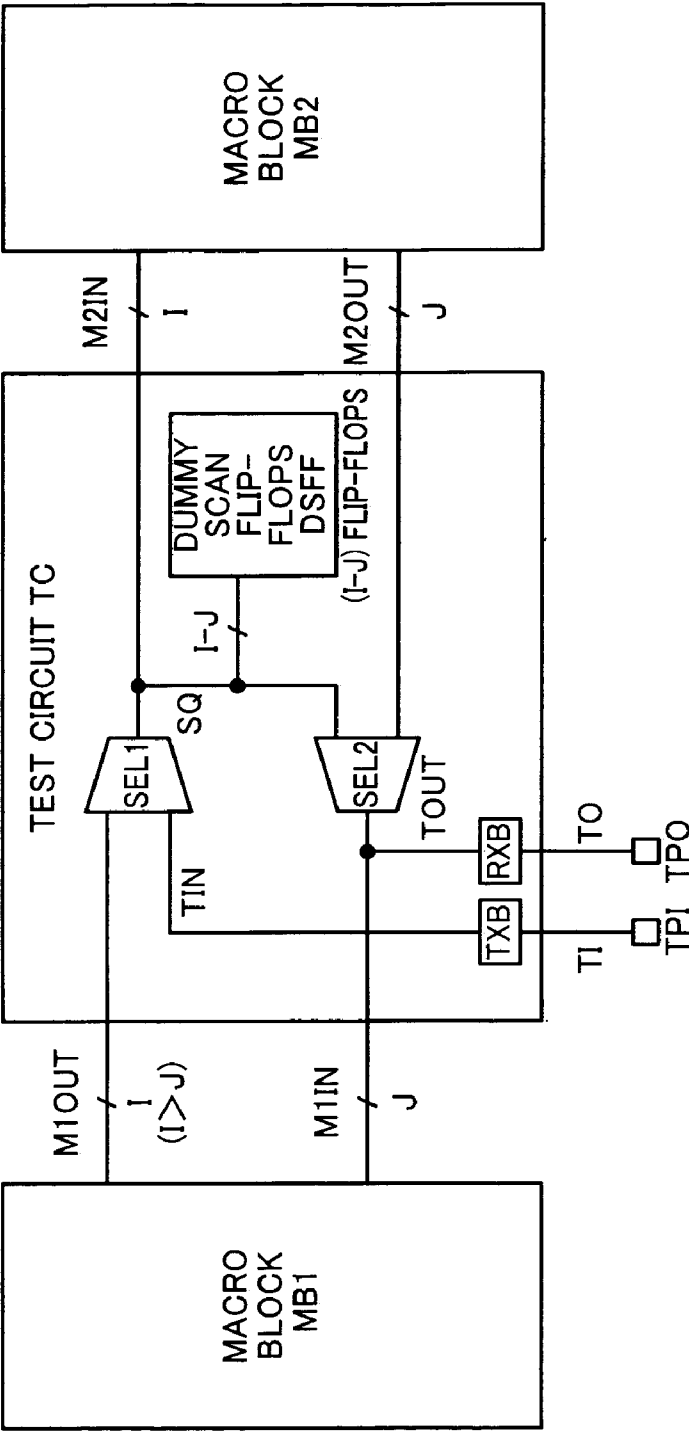 MACRO
BLOCK
MB1
M1OUT
I
(I>J)
M1IN
J
TEST CIRCUIT TC
SEL1
TIN
SQ
I-J
DUMMY
SCAN
FLIP-
FLOPS
DSFF
(I-J) FLIP-FLOPS
SEL2
TOUT
TXB
RXB
TI
TO
TPI
TPO
M2IN
I
M2OUT
J
MACRO
BLOCK
MB2